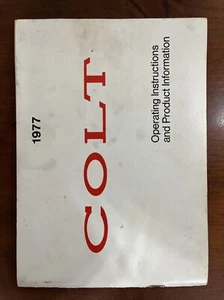 1977
COLT
Operating Instructions
and Product Information